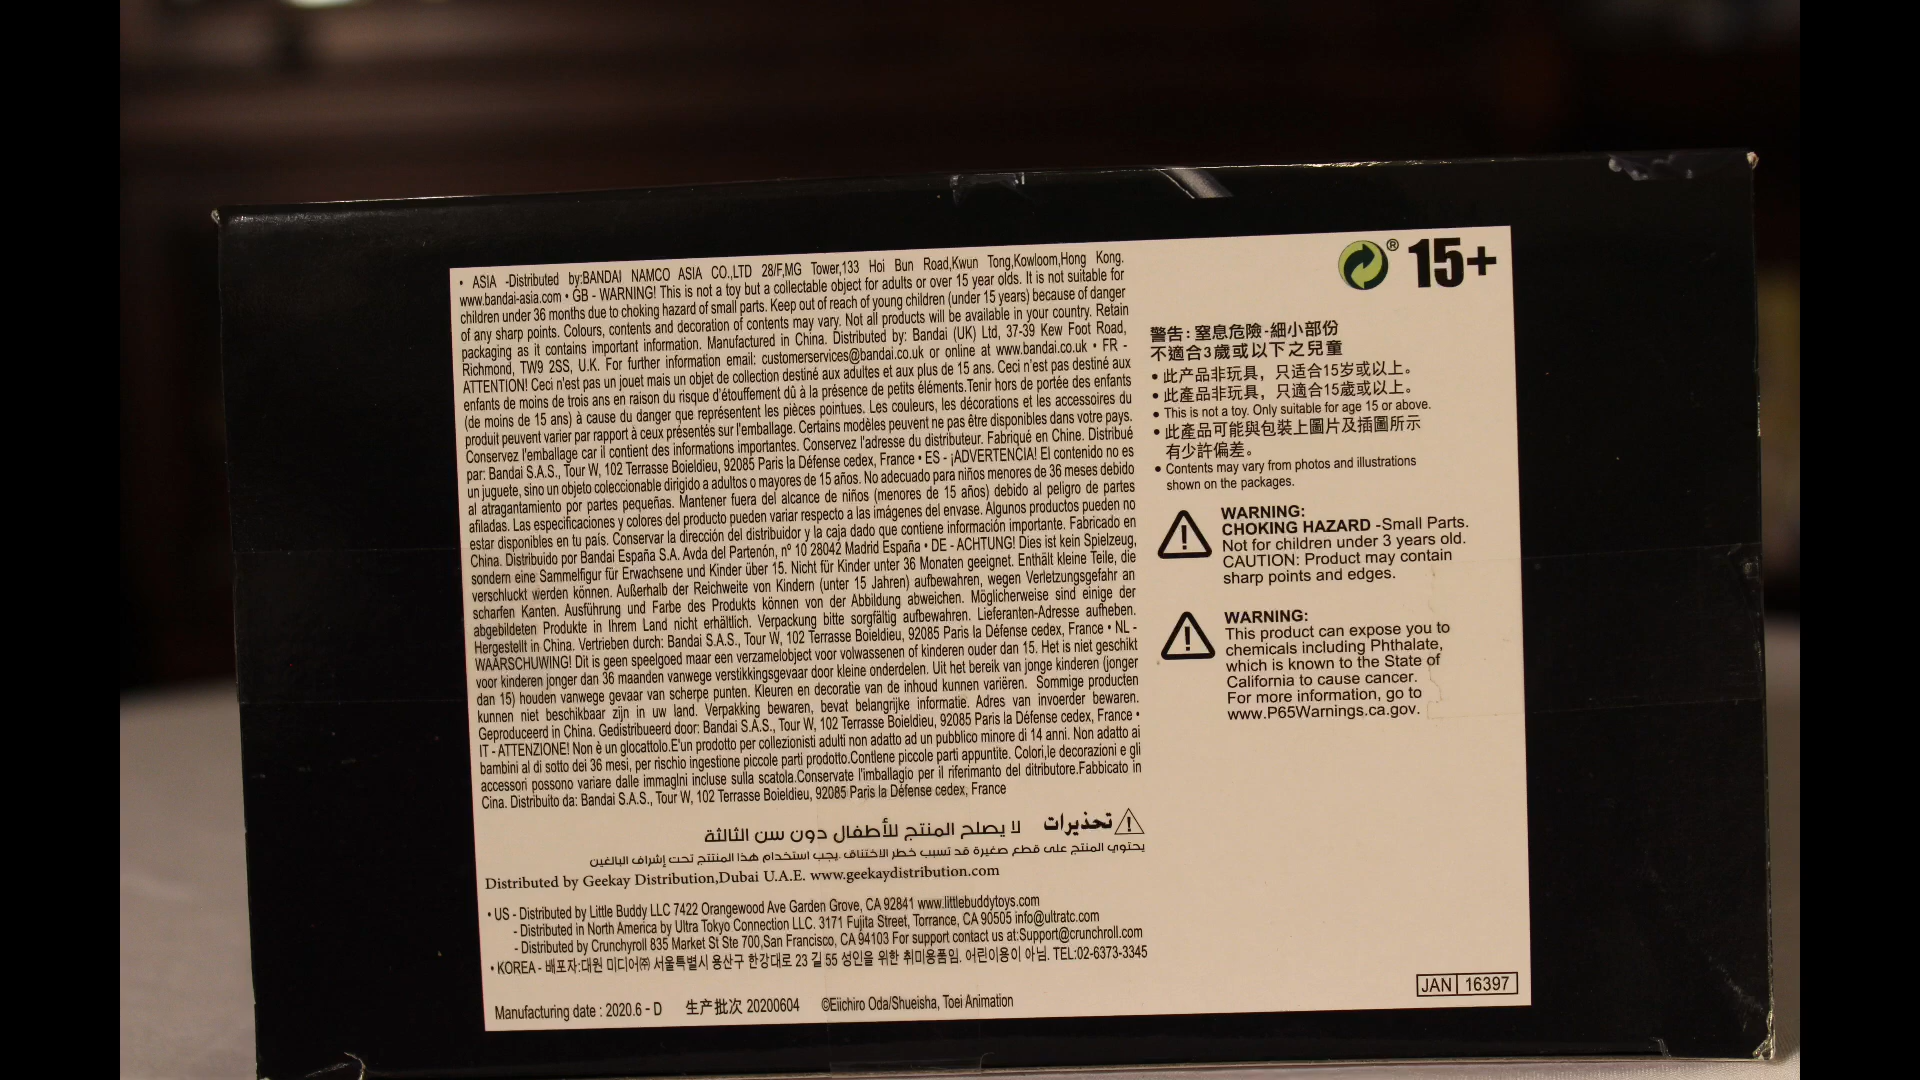 • ASIA -Distributed by:BANDAI NAMCO ASIA CO.,LTD 28/F,MG Tower,133 Hoi Bun Road,Kwun Tong,Kowloom,Hong Kong.
www.bandai-asia.com • GB - WARNING! This is not a toy but a collectable object for adults or over 15 year olds. It is not suitable for
children under 36 months due to choking hazard of small parts. Keep out of reach of young children (under 15 years) because of danger
of any sharp points. Colours, contents and decoration of contents may vary. Not all products will be available in your country. Retain
packaging as it contains important information. Manufactured in China. Distributed by: Bandai (UK) Ltd, 37-39 Kew Foot Road,
Richmond, TW9 2SS, U.K. For further information email: customerservices@bandai.co.uk or online at www.bandai.co.uk • FR -
ATTENTION! Ceci n'est pas un jouet mais un objet de collection destiné aux adultes et aux plus de 15 ans. Ceci n'est pas destiné aux
enfants de moins de trois ans en raison du risque d'étouffement dû à la présence de petits éléments.Tenir hors de portée des enfants
(de moins de 15 ans) à cause du danger que représentent les pièces pointues. Les couleurs, les décorations et les accessoires du
produit peuvent varier par rapport à ceux présentés sur l'emballage. Certains modèles peuvent ne pas être disponibles dans votre pays.
Conservez l'emballage car il contient des informations importantes. Conservez l'adresse du distributeur. Fabriqué en Chine. Distribué
par: Bandai S.A.S., Tour W, 102 Terrasse Boieldieu, 92085 Paris la Défense cedex, France • ES - ¡ADVERTENCIA! El contenido no es
un juguete, sino un objeto coleccionable dirigido a adultos o mayores de 15 años. No adecuado para niños menores de 36 meses debido
al atragantamiento por partes pequeñas. Mantener fuera del alcance de niños (menores de 15 años) debido al peligro de partes
afiladas. Las especificaciones y colores del producto pueden variar respecto a las imágenes del envase. Algunos productos pueden no
estar disponibles en tu país. Conservar la dirección del distribuidor y la caja dado que contiene información importante. Fabricado en
China. Distribuido por Bandai España S.A. Avda del Partenón, nº 10 28042 Madrid España • DE - ACHTUNG! Dies ist kein Spielzeug,
sondern eine Sammelfigur für Erwachsene und Kinder über 15. Nicht für Kinder unter 36 Monaten geeignet. Enthält kleine Teile, die
verschluckt werden können. Außerhalb der Reichweite von Kindern (unter 15 Jahren) aufbewahren, wegen Verletzungsgefahr an
scharfen Kanten. Ausführung und Farbe des Produkts können von der Abbildung abweichen. Möglicherweise sind einige der
abgebildeten Produkte in Ihrem Land nicht erhältlich. Verpackung bitte sorgfältig aufbewahren. Lieferanten-Adresse aufheben.
Hergestellt in China. Vertrieben durch: Bandai S.A.S., Tour W, 102 Terrasse Boieldieu, 92085 Paris la Défense cedex, France • NL -
WAARSCHUWING! Dit is geen speelgoed maar een verzamelobject voor volwassenen of kinderen ouder dan 15. Het is niet geschikt
voor kinderen jonger dan 36 maanden vanwege verstikkingsgevaar door kleine onderdelen. Uit het bereik van jonge kinderen (jonger
dan 15) houden vanwege gevaar van scherpe punten. Kleuren en decoratie van de inhoud kunnen variëren. Sommige producten
kunnen niet beschikbaar zijn in uw land. Verpakking bewaren, bevat belangrijke informatie. Adres van invoerder bewaren.
Geproduceerd in China. Gedistribueerd door: Bandai S.A.S., Tour W, 102 Terrasse Boieldieu, 92085 Paris la Défense cedex, France •
IT - ATTENZIONE! Non è un glocattolo.E'un prodotto per collezionisti adulti non adatto ad un pubblico minore di 14 anni. Non adatto ai
bambini al di sotto dei 36 mesi, per rischio ingestione piccole parti prodotto.Contiene piccole parti appuntite. Colori,le decorazioni e gli
accessori possono variare dalle immaglni incluse sulla scatola.Conservate l'imballagio per il riferimanto del ditributore.Fabbicato in
Cina. Distribuito da: Bandai S.A.S., Tour W, 102 Terrasse Boieldieu, 92085 Paris la Défense cedex, France
تحذيرات لا يصلح المنتج للأطفال دون سن الثالثة
يحتوي المنتج على قطع صغيرة قد تسبب خطر الاختناق. يجب استخدام هذا المنتج تحت إشراف البالغين
Distributed by Geekay Distribution,Dubai U.A.E. www.geekaydistribution.com
• US - Distributed by Little Buddy LLC 7422 Orangewood Ave Garden Grove, CA 92841 www.littlebuddytoys.com
- Distributed in North America by Ultra Tokyo Connection LLC. 3171 Fujita Street, Torrance, CA 90505 info@ultratc.com
- Distributed by Crunchyroll 835 Market St Ste 700,San Francisco, CA 94103 For support contact us at:Support@crunchroll.com
• KOREA - 배포자:대원 미디어㈜ 서울특별시 용산구 한강대로 23 길 55 성인을 위한 취미용품임. 어린이용이 아님. TEL:02-6373-3345
Manufacturing date : 2020.6 - D 生产批次 20200604 ©Eiichiro Oda/Shueisha, Toei Animation
® 15+
警告: 窒息危險-細小部份
不適合3歲或以下之兒童
• 此产品非玩具，只适合15岁或以上。
• 此產品非玩具，只適合15歲或以上。
• This is not a toy. Only suitable for age 15 or above.
• 此產品可能與包裝上圖片及插圖所示
有少許偏差。
• Contents may vary from photos and illustrations
shown on the packages.
WARNING:
CHOKING HAZARD -Small Parts.
Not for children under 3 years old.
CAUTION: Product may contain
sharp points and edges.
WARNING:
This product can expose you to
chemicals including Phthalate,
which is known to the State of
California to cause cancer.
For more information, go to
www.P65Warnings.ca.gov.
JAN 16397